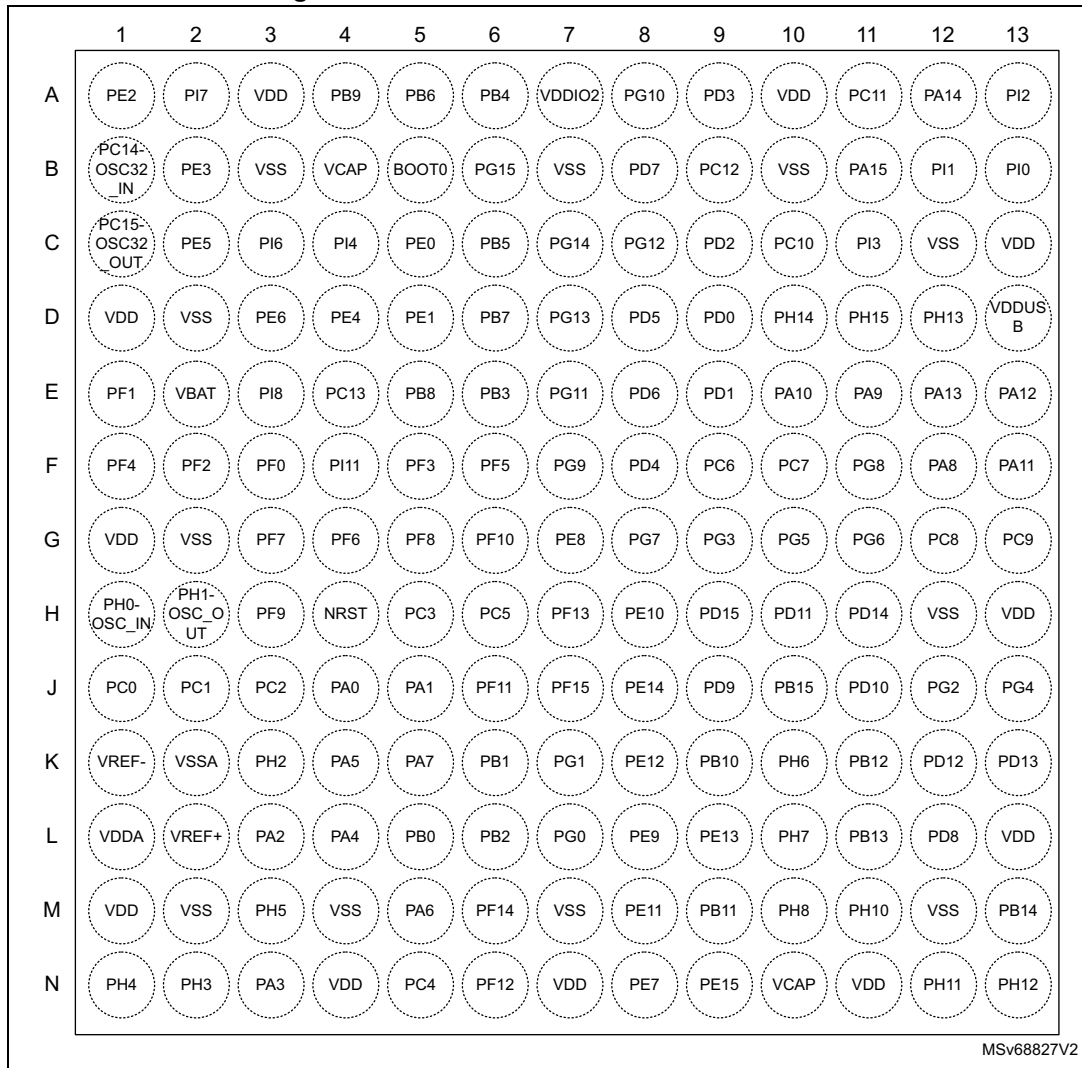 1 2 3 4 5 6 7 8 9 10 11 12 13
A PE2 PI7 VDD PB9 PB6 PB4 VDDIO2 PG10 PD3 VDD PC11 PA14 PI2
B PC14-OSC32_IN PE3 VSS VCAP BOOT0 PG15 VSS PD7 PC12 VSS PA15 PI1 PI0
C PC15-OSC32_OUT PE5 PI6 PI4 PE0 PB5 PG14 PG12 PD2 PC10 PI3 VSS VDD
D VDD VSS PE6 PE4 PE1 PB7 PG13 PD5 PD0 PH14 PH15 PH13 VDDUSB
E PF1 VBAT PI8 PC13 PB8 PB3 PG11 PD6 PD1 PA10 PA9 PA13 PA12
F PF4 PF2 PF0 PI11 PF3 PF5 PG9 PD4 PC6 PC7 PG8 PA8 PA11
G VDD VSS PF7 PF6 PF8 PF10 PE8 PG7 PG3 PG5 PG6 PC8 PC9
H PH0-OSC_IN PH1-OSC_OUT PF9 NRST PC3 PC5 PF13 PE10 PD15 PD11 PD14 VSS VDD
J PC0 PC1 PC2 PA0 PA1 PF11 PF15 PE14 PD9 PB15 PD10 PG2 PG4
K VREF- VSSA PH2 PA5 PA7 PB1 PG1 PE12 PB10 PH6 PB12 PD12 PD13
L VDDA VREF+ PA2 PA4 PB0 PB2 PG0 PE9 PE13 PH7 PB13 PD8 VDD
M VDD VSS PH5 VSS PA6 PF14 VSS PE11 PB11 PH8 PH10 VSS PB14
N PH4 PH3 PA3 VDD PC4 PF12 VDD PE7 PE15 VCAP VDD PH11 PH12
MSv68827V2